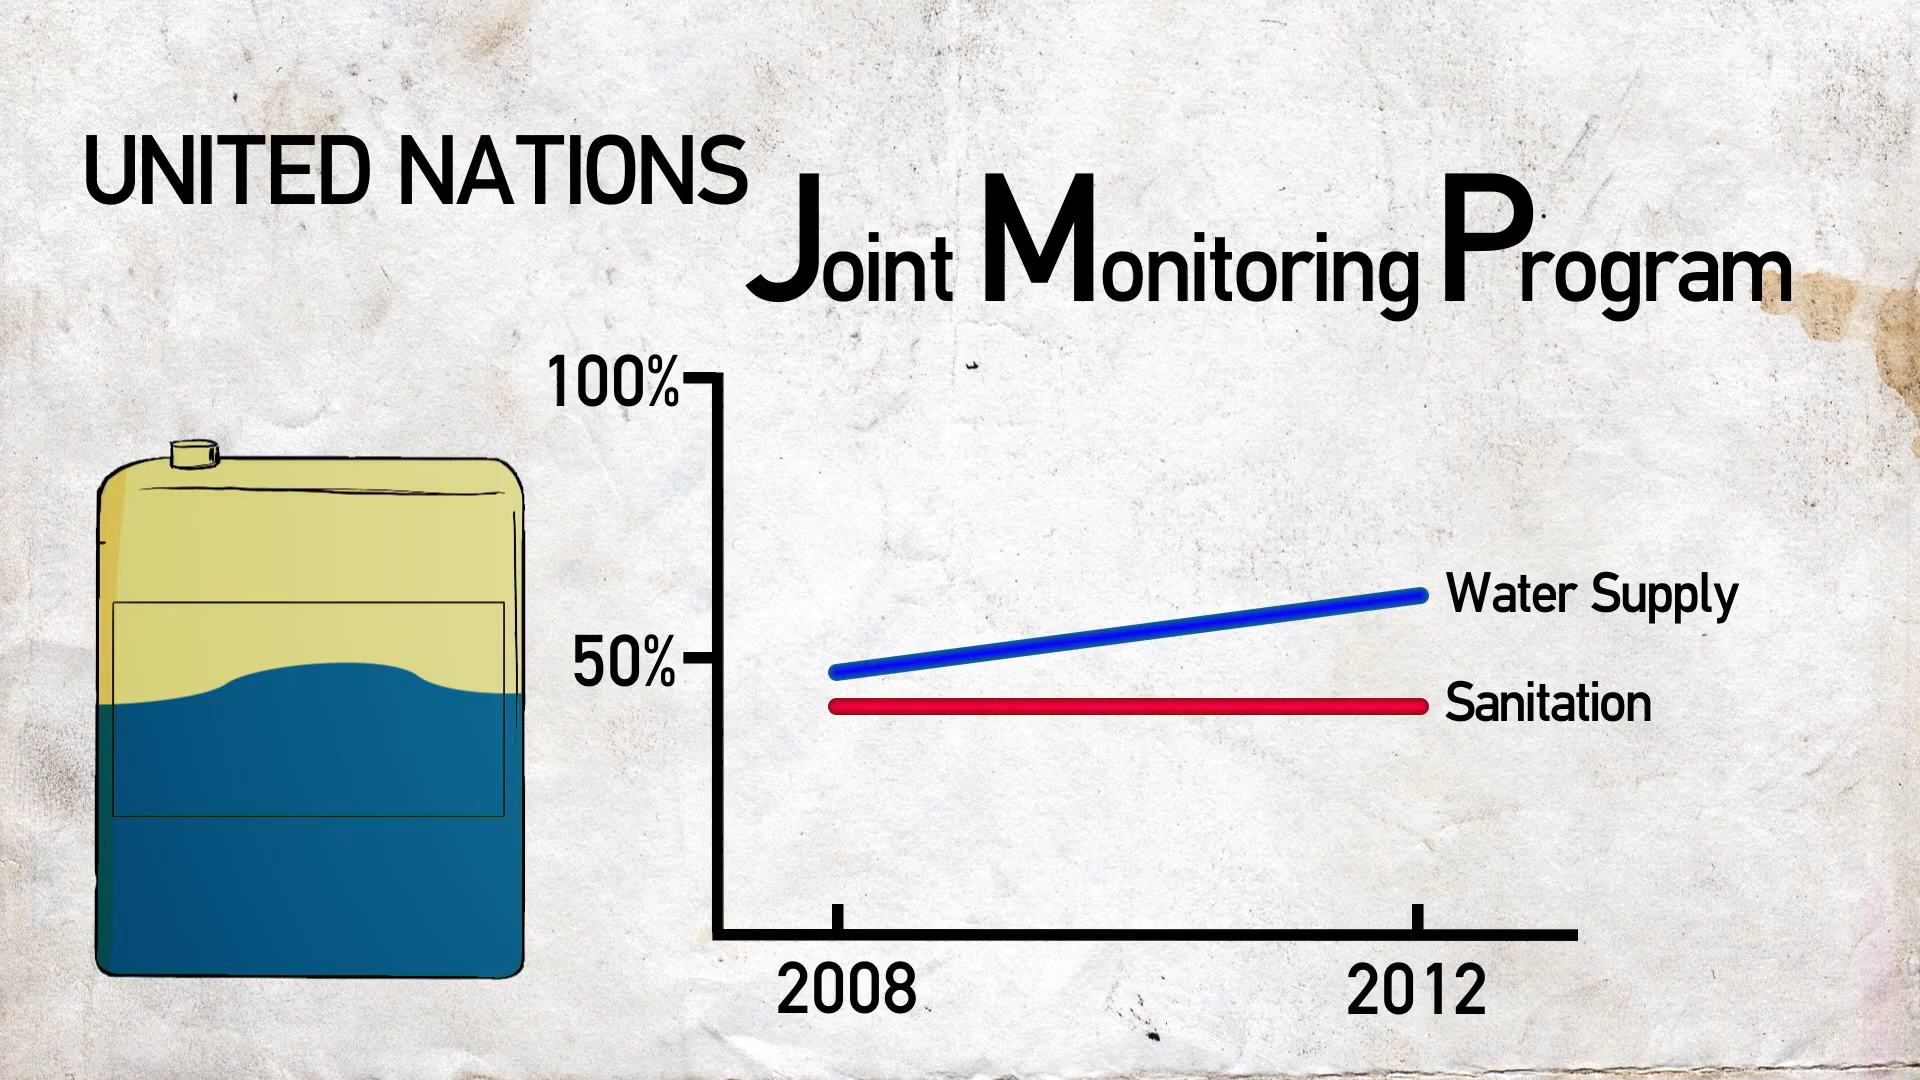 UNITED NATIONS
Joint Monitoring Program
100%
50%
Water Supply
Sanitation
2008
2012